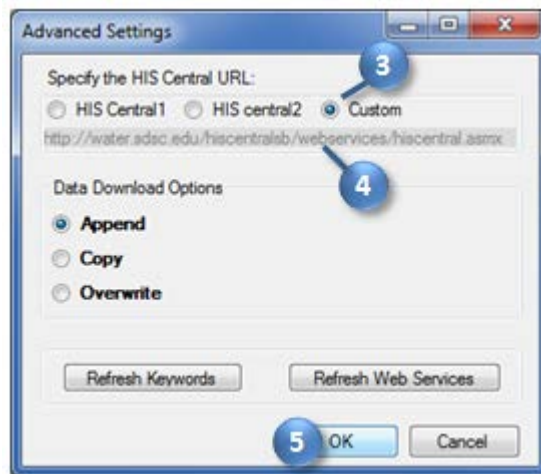 Advanced Settings
Specify the HIS Central URL:
3
HIS Central1 HIS central2 Custom
http://water.sdsc.edu/hiscentralsb/webservices/hiscentral.asmx
4
Data Download Options
Append
Copy
Overwrite
Refresh Keywords Refresh Web Services
5 OK Cancel